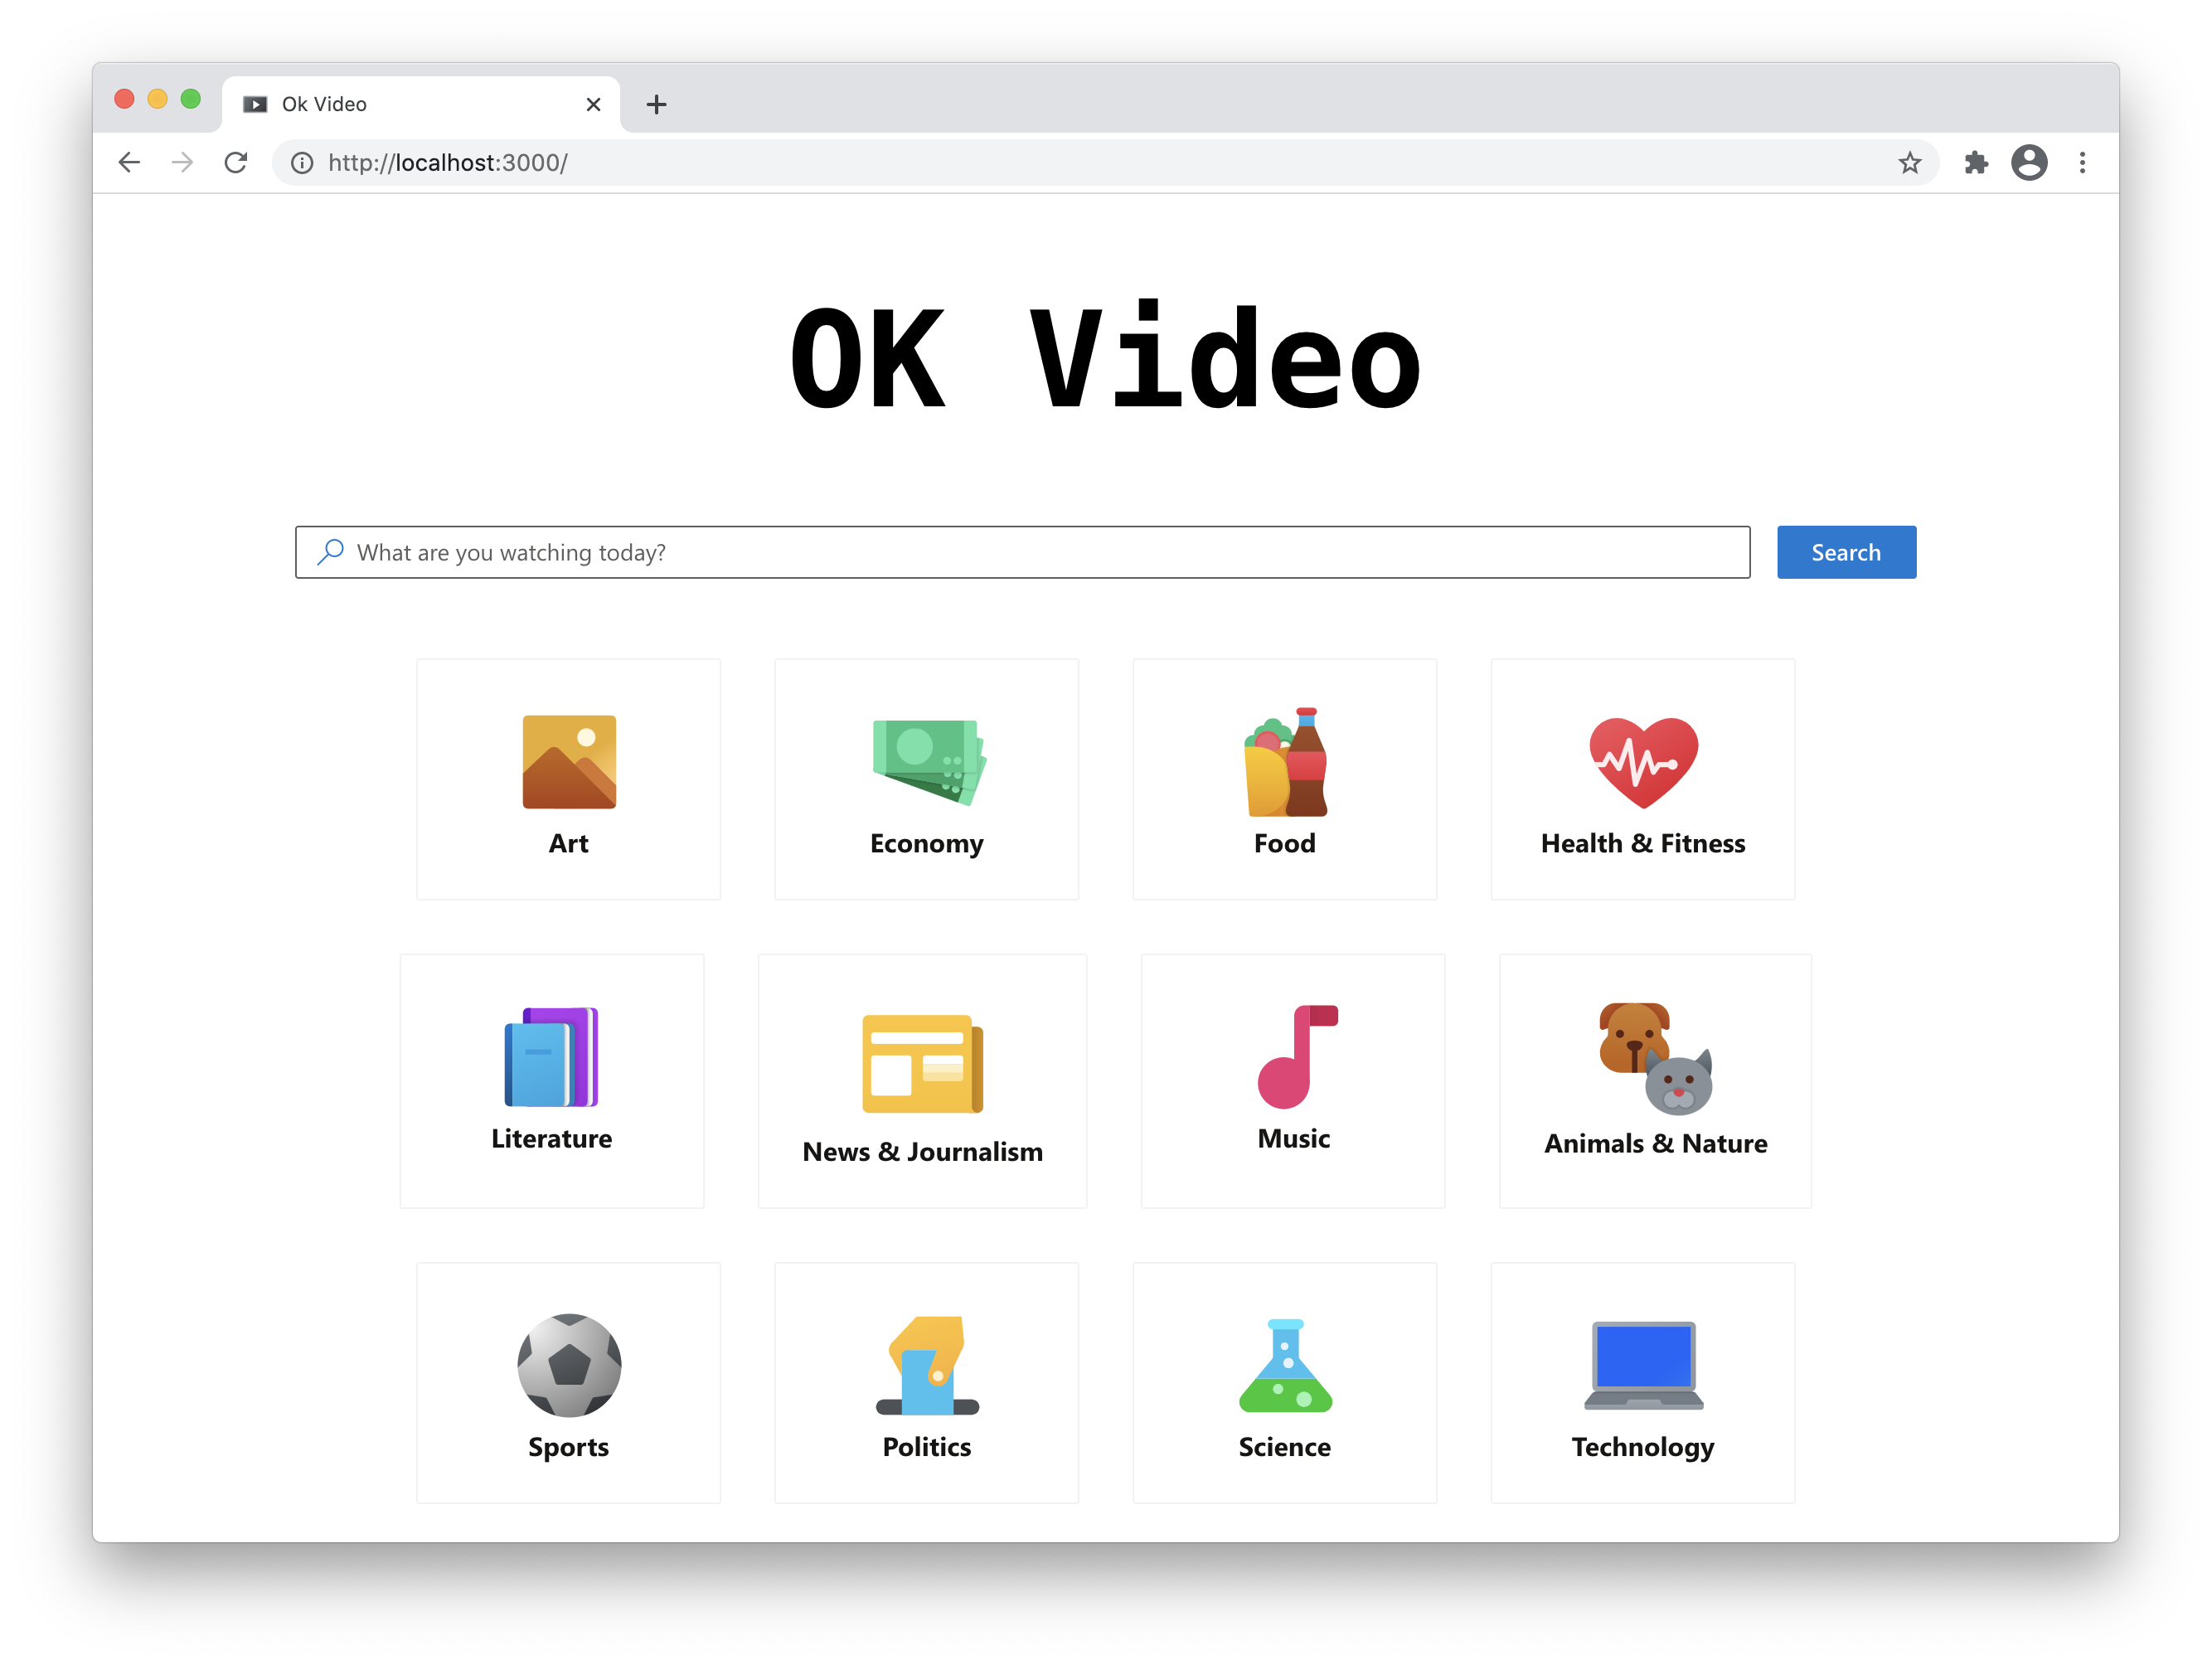 Ok Video
http://localhost:3000/
OK Video
What are you watching today?
Search
Art
Economy
Food
Health & Fitness
Literature
News & Journalism
Music
Animals & Nature
Sports
Politics
Science
Technology